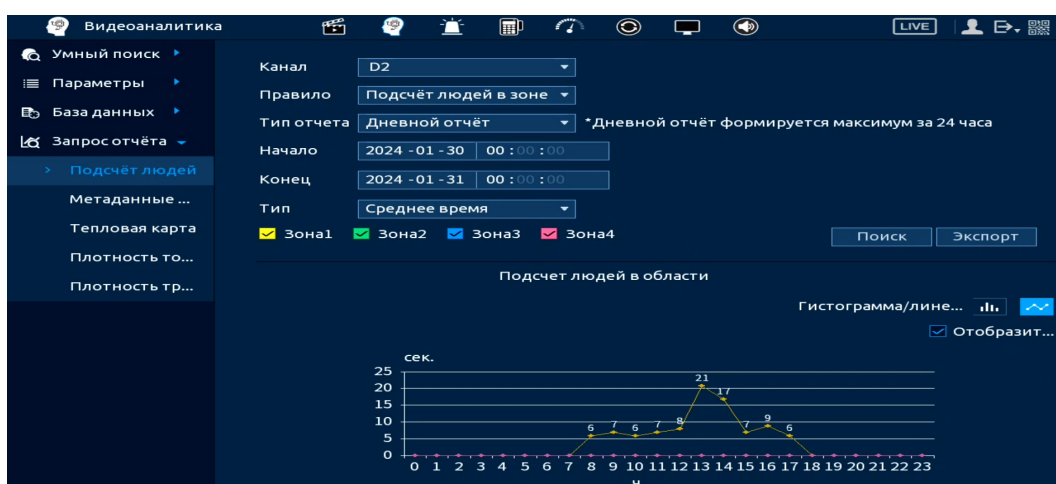 Видеоаналитика LIVE
Умный поиск
Параметры
База данных
Запрос отчёта
> Подсчёт людей
Метаданные ...
Тепловая карта
Плотность то...
Плотность тр...
Канал D2
Правило Подсчёт людей в зоне
Тип отчета Дневной отчёт *Дневной отчёт формируется максимум за 24 часа
Начало 2024 -01 -30 00 :00 :00
Конец 2024 -01 -31 00 :00 :00
Тип Среднее время
Зона1 Зона2 Зона3 Зона4 Поиск Экспорт
Подсчет людей в области
Гистограмма/лине...
Отобразит...
сек.
25
20
15
10
5
0
6 7 6 7 8 21 17 7 9 6
0 1 2 3 4 5 6 7 8 9 10 11 12 13 14 15 16 17 18 19 20 21 22 23